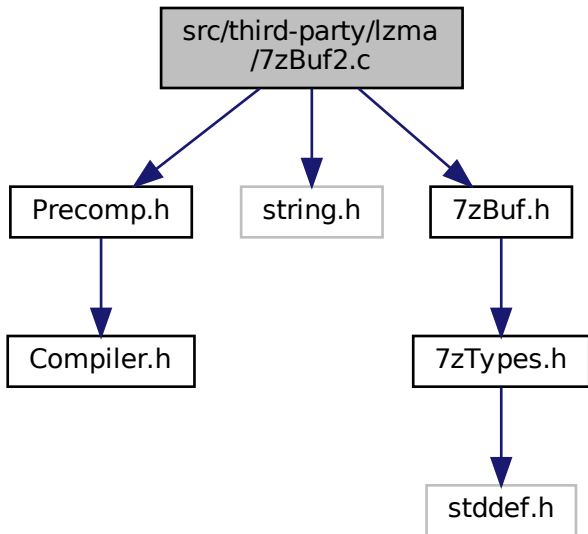 src/third-party/lzma
/7zBuf2.c
Precomp.h
string.h
7zBuf.h
Compiler.h
7zTypes.h
stddef.h